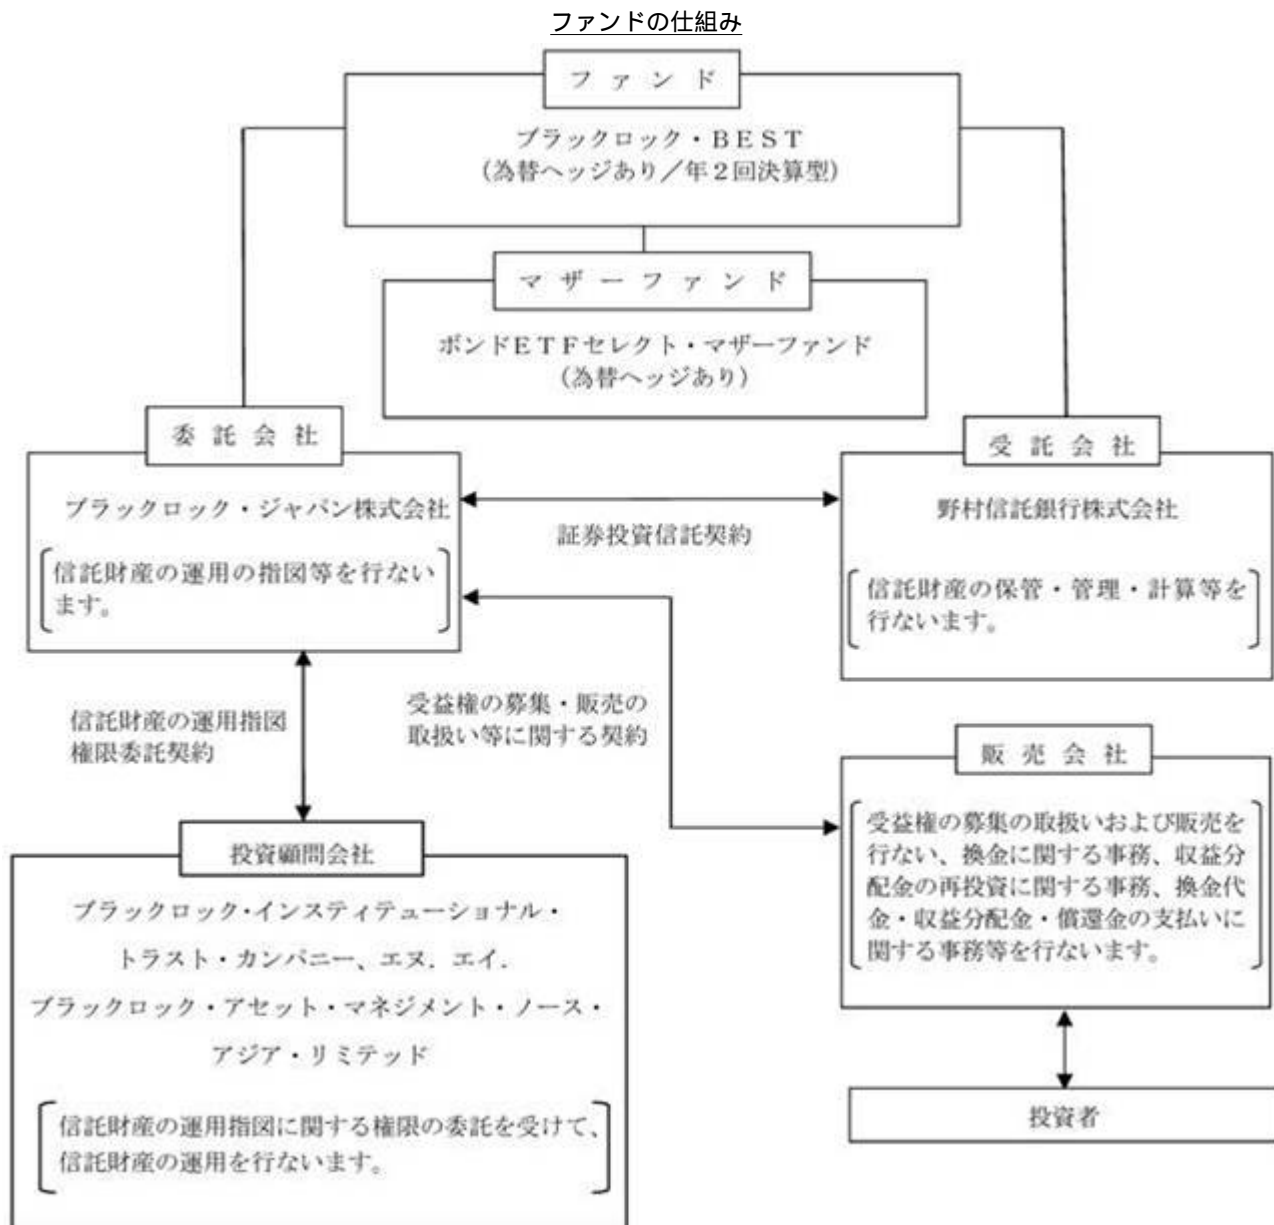 ファンドの仕組み
ファンド
ブラックロック・BEST
(為替ヘッジあり/年2回決算型)
マザーファンド
ボンドETFセレクト・マザーファンド
(為替ヘッジあり)
委託会社
ブラックロック・ジャパン株式会社
信託財産の運用の指図等を行ない
ます。
証券投資信託契約
受託会社
野村信託銀行株式会社
信託財産の保管・管理・計算等を
行ないます。
信託財産の運用指図
権限委託契約
受益権の募集・販売の
取扱い等に関する契約
販売会社
受益権の募集の取扱いおよび販売を
行ない、換金に関する事務、収益分
配金の再投資に関する事務、換金代
金・収益分配金・償還金の支払いに
関する事務等を行ないます。
投資顧問会社
ブラックロック・インスティテューショナル・
トラスト・カンパニー、エヌ.エイ.
ブラックロック・アセット・マネジメント・ノース・
アジア・リミテッド
信託財産の運用指図に関する権限の委託を受けて、
信託財産の運用を行ないます。
投資者